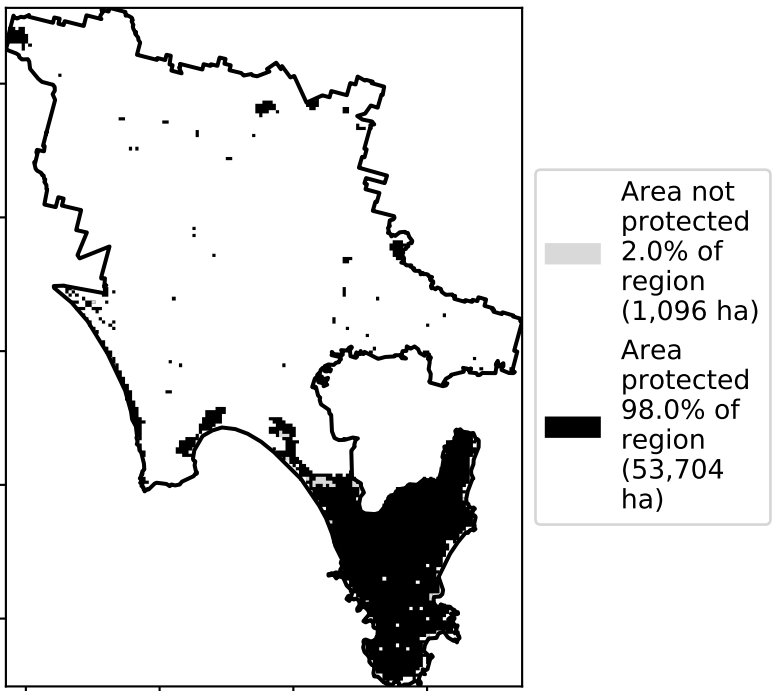 Area not
protected
2.0% of
region
(1,096 ha)
Area
protected
98.0% of
region
(53,704
ha)